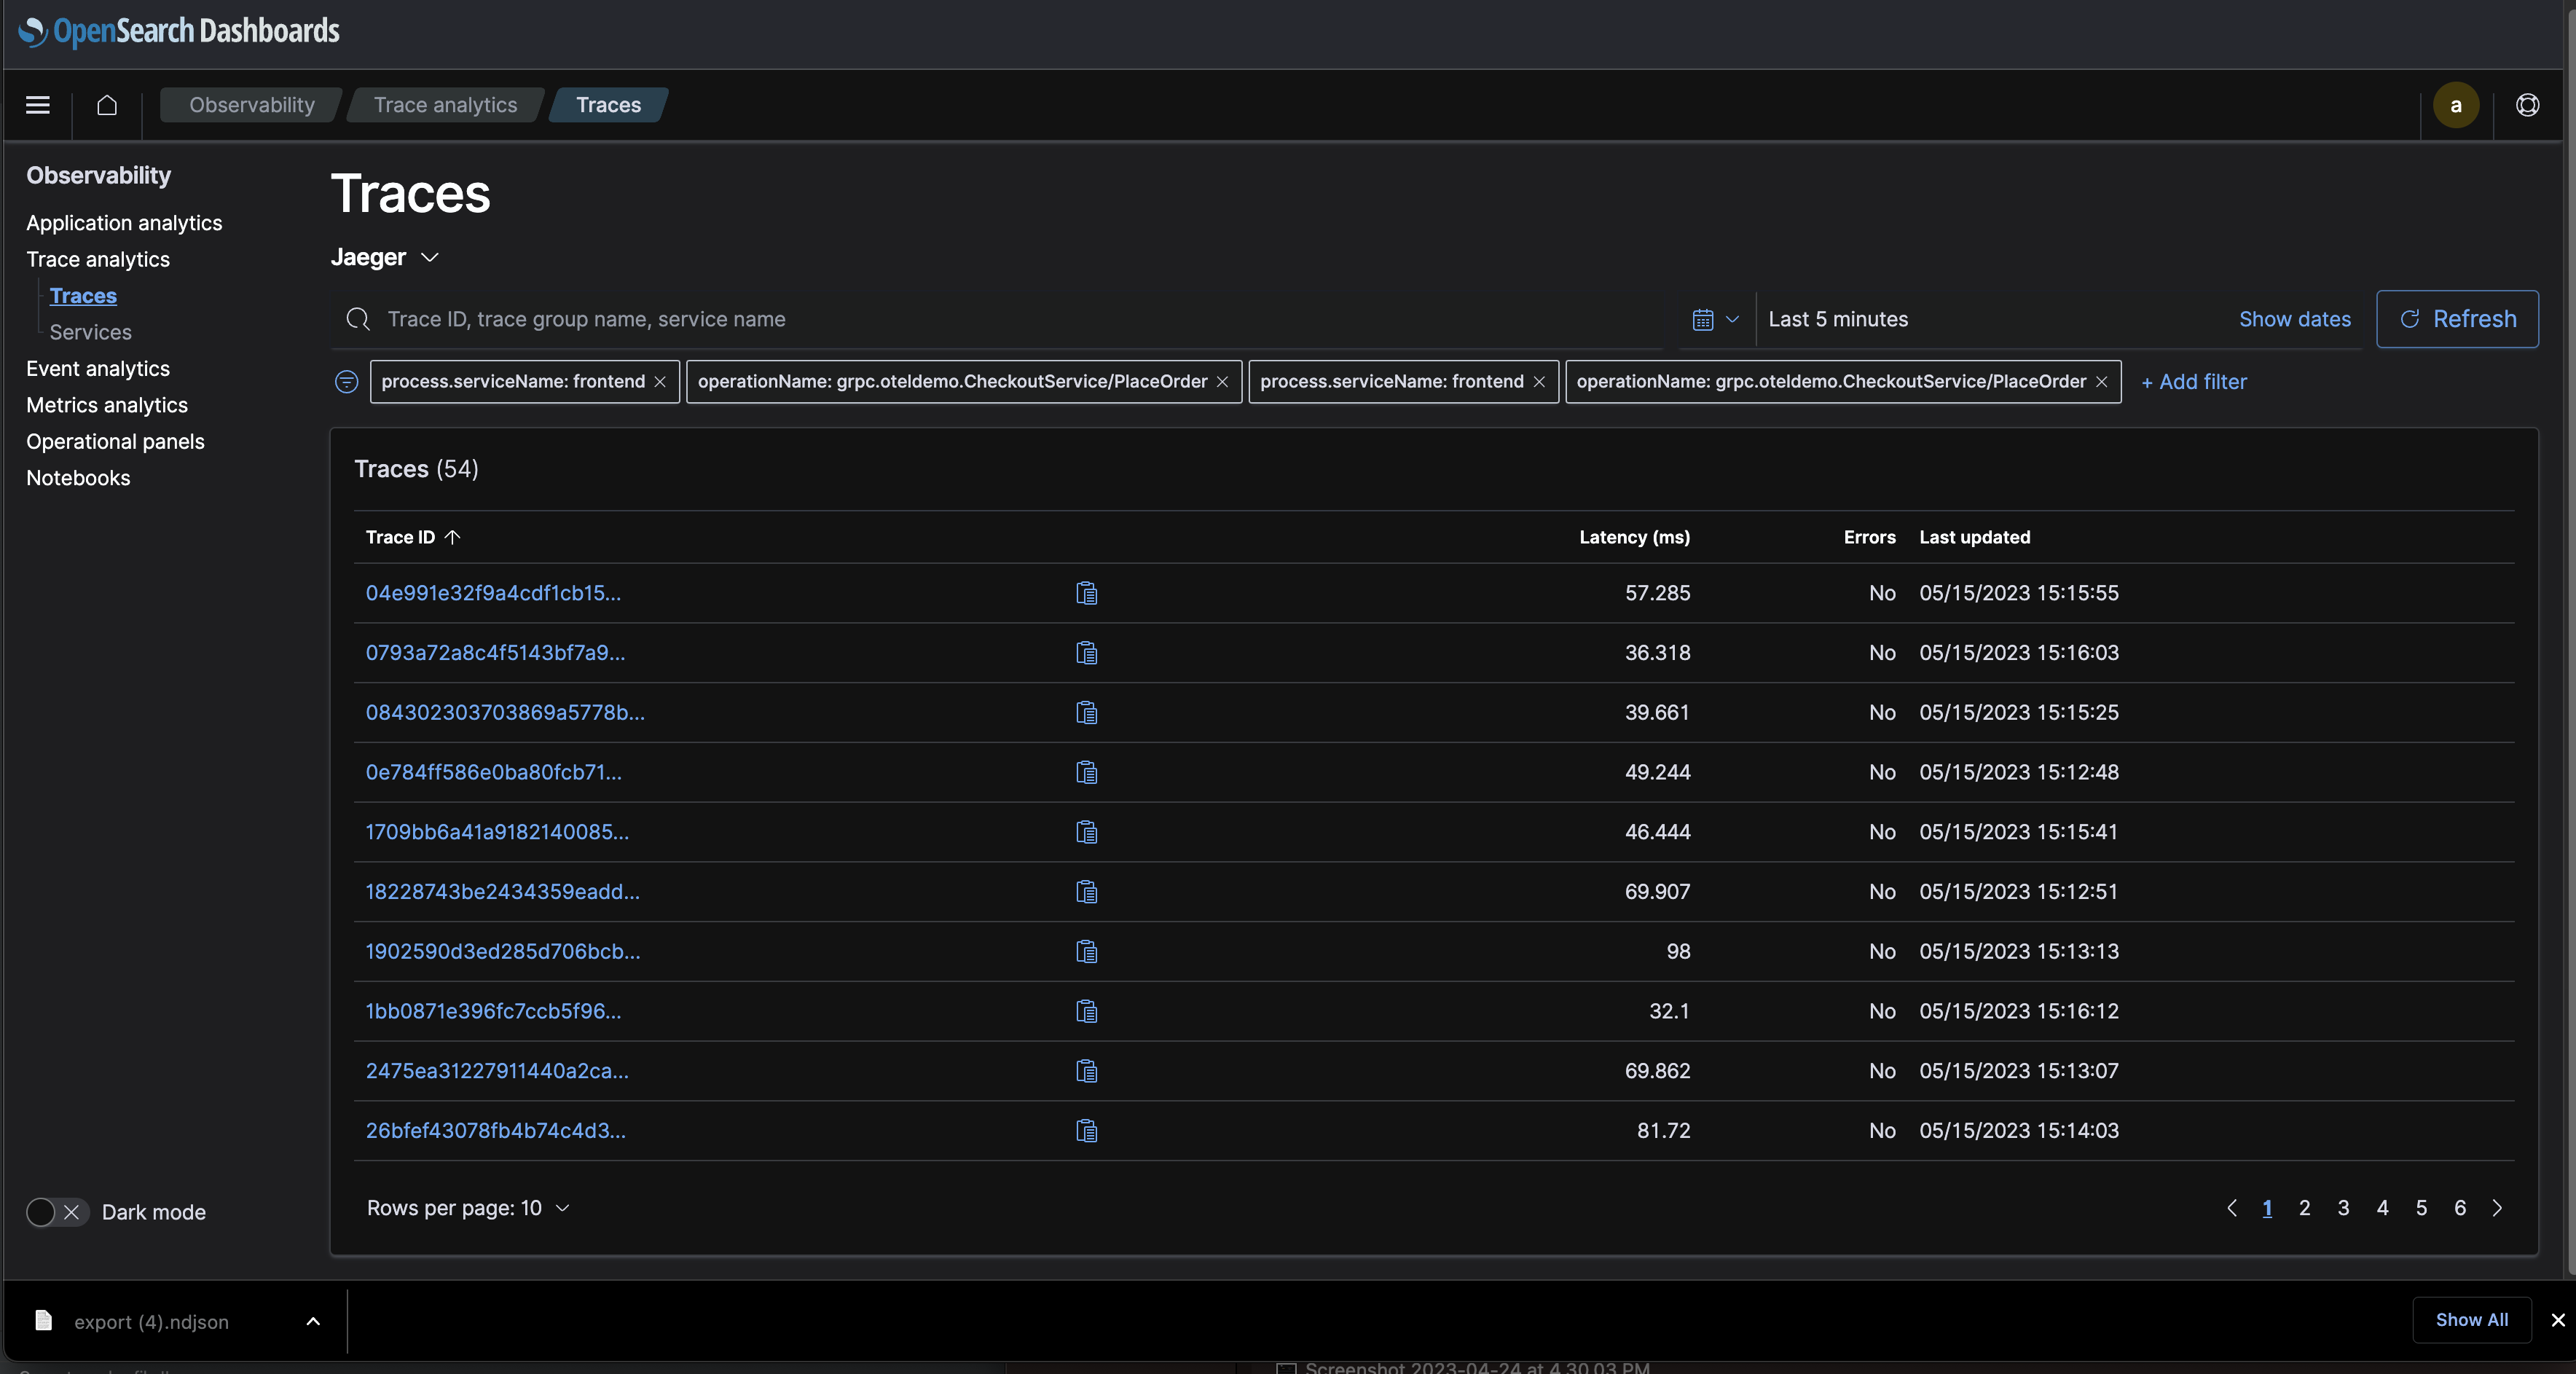 OpenSearch Dashboards
Observability Trace analytics Traces a
Observability
Application analytics
Trace analytics
Traces
Services
Event analytics
Metrics analytics
Operational panels
Notebooks
Dark mode
Traces
Jaeger
Trace ID, trace group name, service name Last 5 minutes Show dates Refresh
process.serviceName: frontend operationName: grpc.oteldemo.CheckoutService/PlaceOrder process.serviceName: frontend operationName: grpc.oteldemo.CheckoutService/PlaceOrder + Add filter
Traces (54)
Trace ID Latency (ms) Errors Last updated
04e991e32f9a4cdf1cb15... 57.285 No 05/15/2023 15:15:55
0793a72a8c4f5143bf7a9... 36.318 No 05/15/2023 15:16:03
084302303703869a5778b... 39.661 No 05/15/2023 15:15:25
0e784ff586e0ba80fcb71... 49.244 No 05/15/2023 15:12:48
1709bb6a41a9182140085... 46.444 No 05/15/2023 15:15:41
18228743be2434359eadd... 69.907 No 05/15/2023 15:12:51
1902590d3ed285d706bcb... 98 No 05/15/2023 15:13:13
1bb0871e396fc7ccb5f96... 32.1 No 05/15/2023 15:16:12
2475ea31227911440a2ca... 69.862 No 05/15/2023 15:13:07
26bfef43078fb4b74c4d3... 81.72 No 05/15/2023 15:14:03
Rows per page: 10 1 2 3 4 5 6
export (4).ndjson Show All
Screenshot 2023-04-24 at 4.30.03 PM